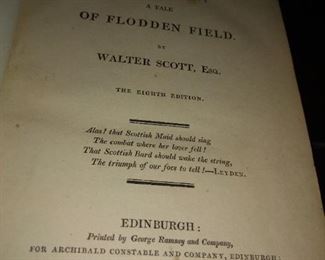 A TALE
OF FLODDEN FIELD.
BY
WALTER SCOTT, Esq.
THE EIGHTH EDITION.
Alas! that Scottish Maid should sing
The combat where her lover fell!
That Scottish Bard should wake the string,
The triumph of our foes to tell!—LEYDEN.
EDINBURGH:
Printed by George Ramsay and Company,
FOR ARCHIBALD CONSTABLE AND COMPANY, EDINBURGH;